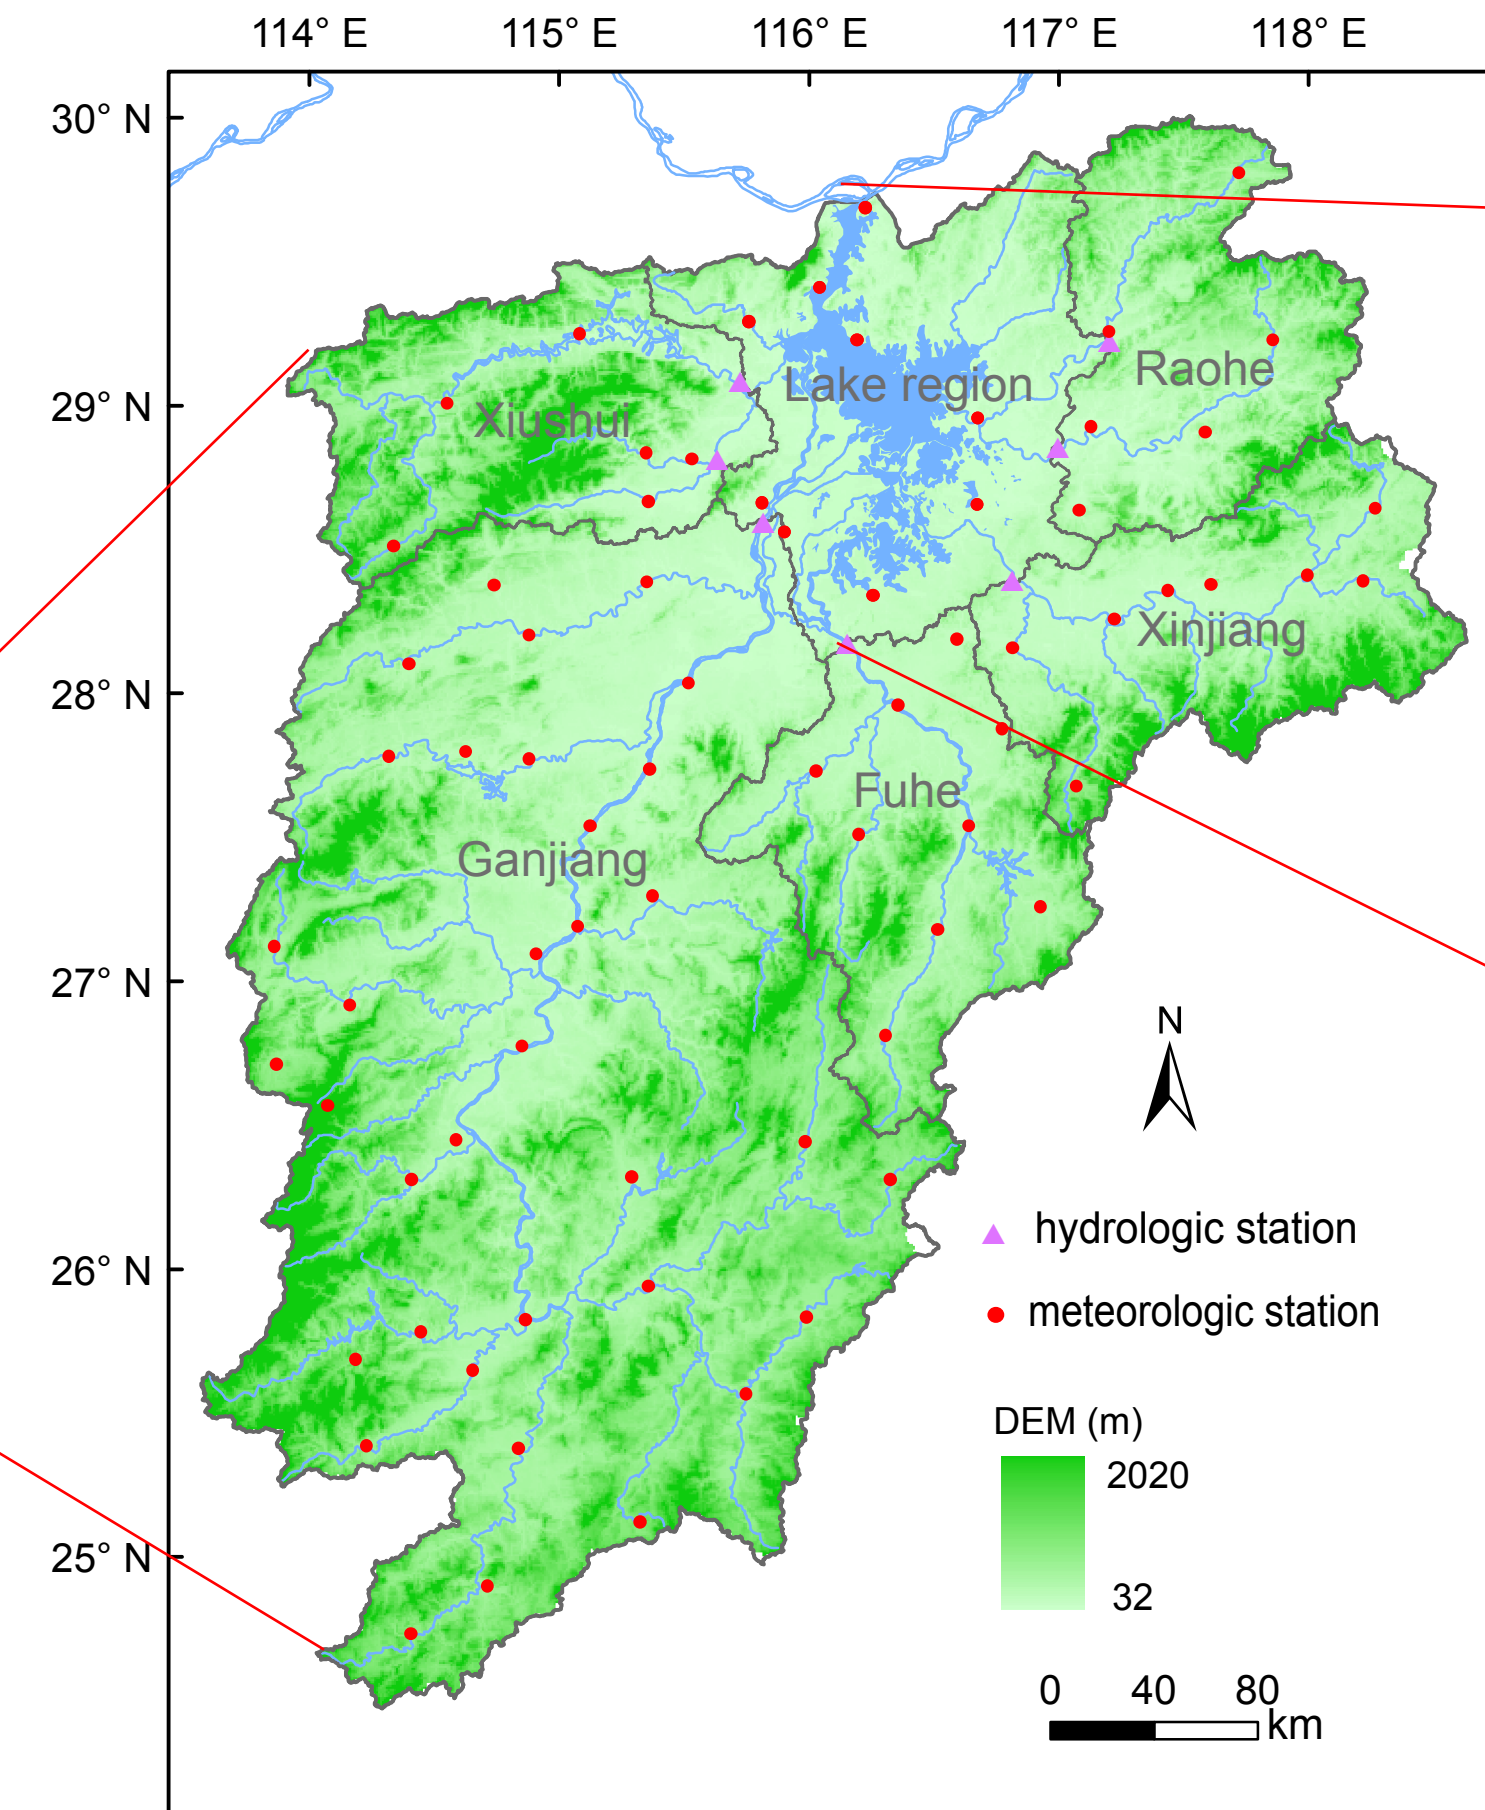 114° E 115° E 116° E 117° E 118° E
30° N
29° N
28° N
27° N
26° N
25° N
Raohe
Lake region
Xiushui
Xinjiang
Fuhe
Ganjiang
N
hydrologic station
meteorologic station
DEM (m)
2020
32
0 40 80
km